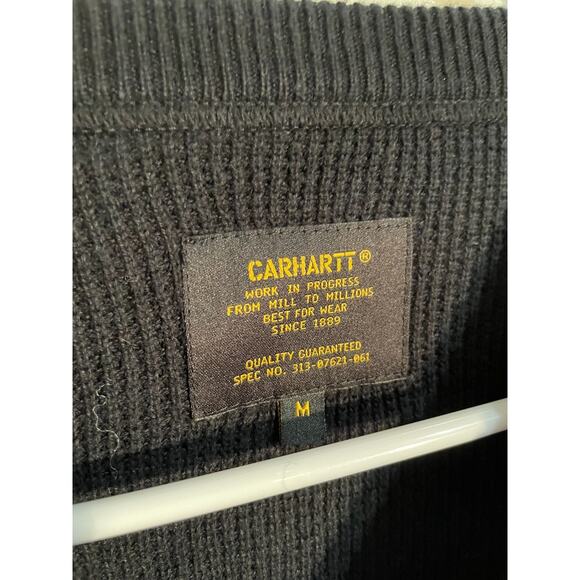 CARHARTT®
WORK IN PROGRESS
FROM MILL TO MILLIONS
BEST FOR WEAR
SINCE 1889
QUALITY GUARANTEED
SPEC NO. 313-07621-061
M